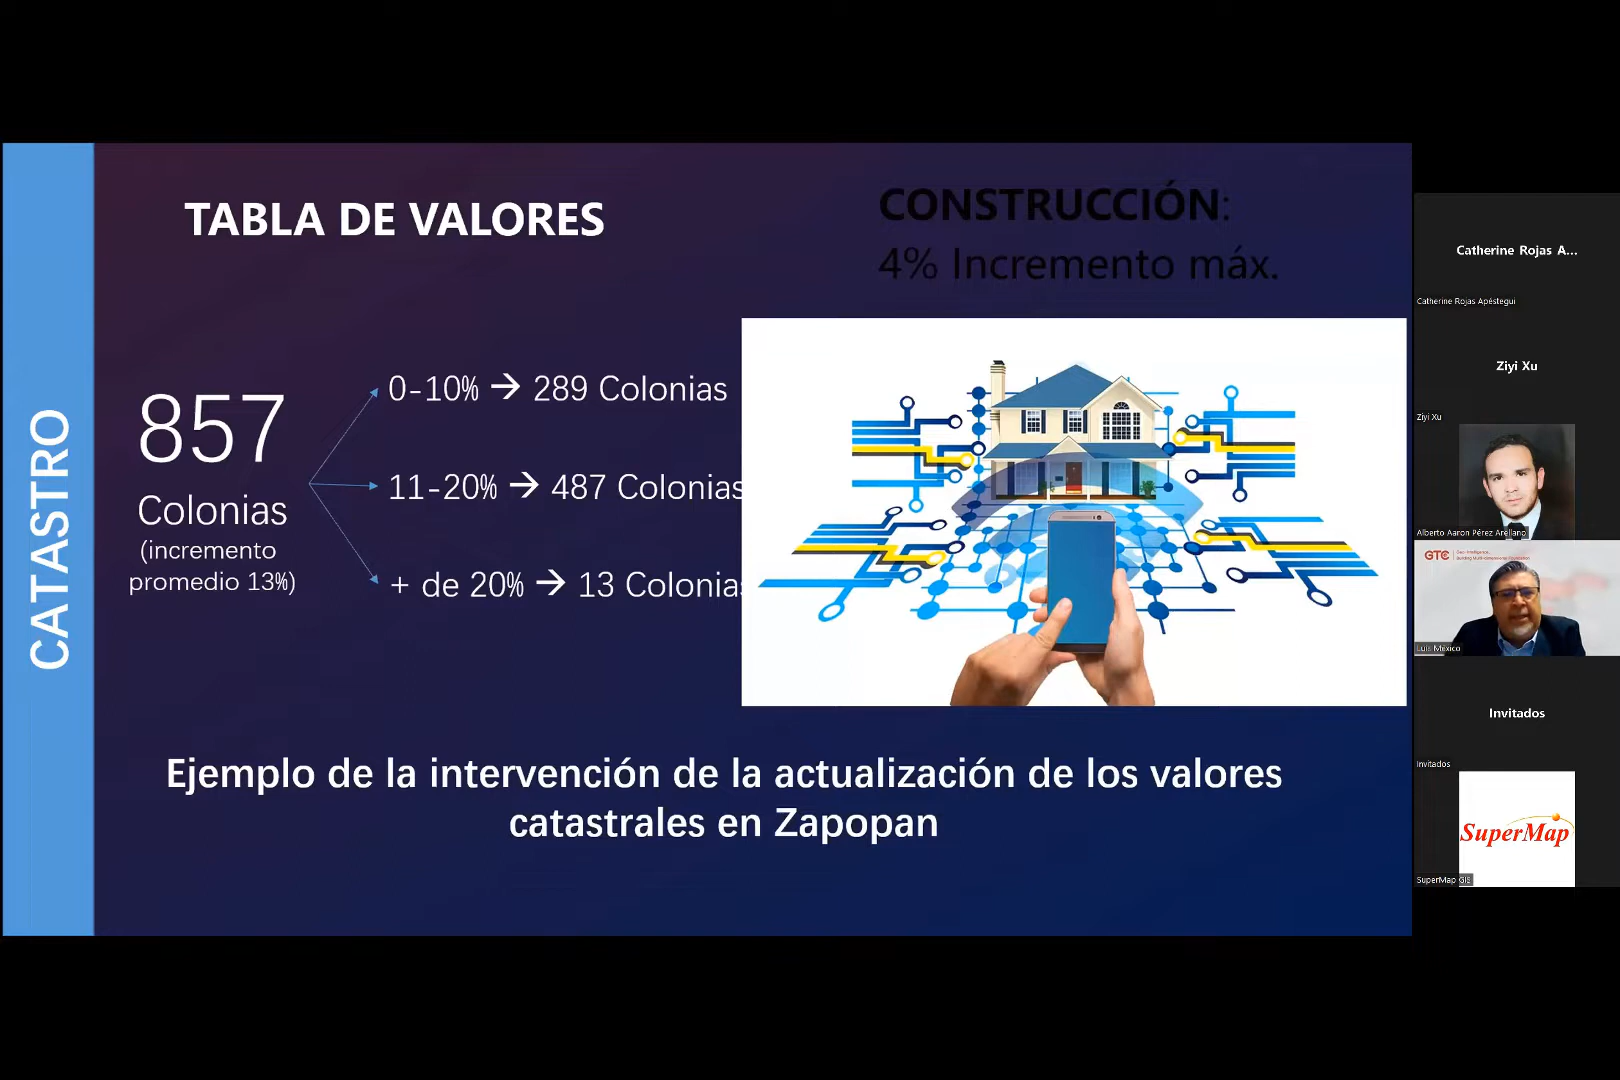 CATASTRO
TABLA DE VALORES
CONSTRUCCIÓN:
4% Incremento máx.
857
Colonias
(incremento
promedio 13%)
0-10% → 289 Colonias
11-20% → 487 Colonias
+ de 20% → 13 Colonias
Ejemplo de la intervención de la actualización de los valores
catastrales en Zapopan
Catherine Rojas A...
Catherine Rojas Apéstegui
Ziyi Xu
Ziyi Xu
Alberto Aaron Pérez Arellano
GTC
Luis México
Invitados
Invitados
SuperMap
SuperMap GIS